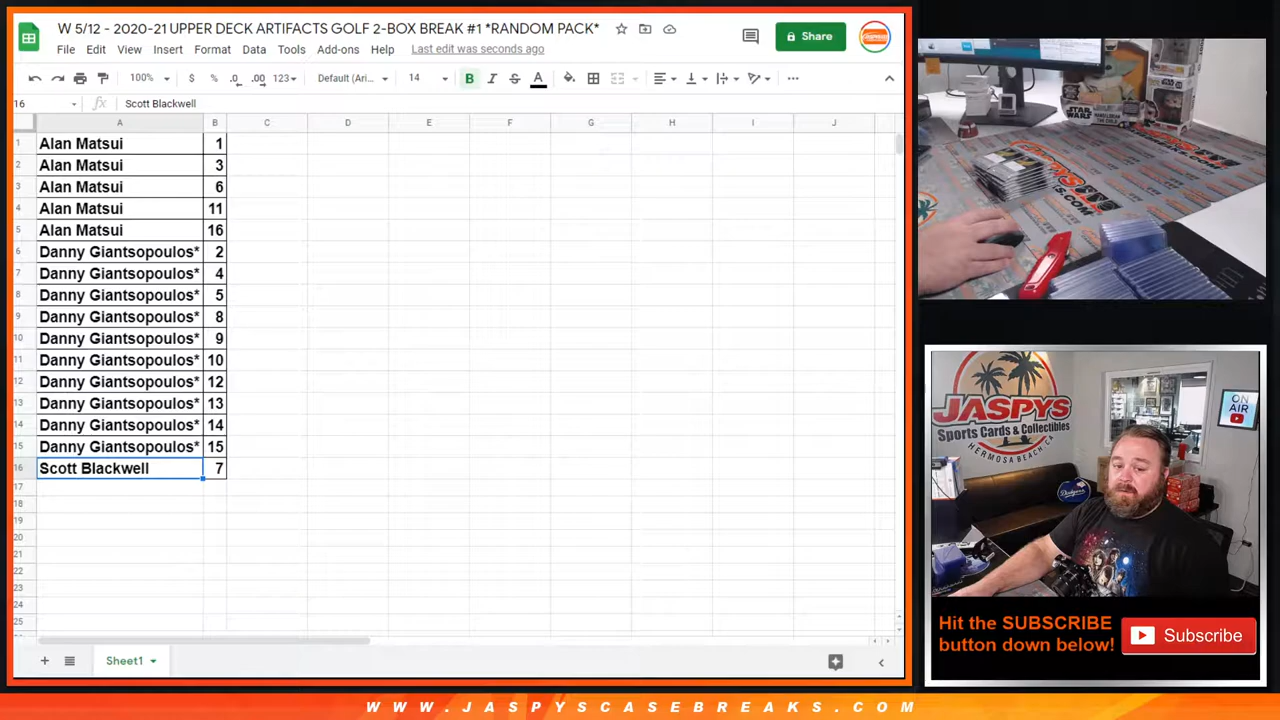 W 5/12 - 2020-21 UPPER DECK ARTIFACTS GOLF 2-BOX BREAK #1 *RANDOM PACK*
File Edit View Insert Format Data Tools Add-ons Help Last edit was seconds ago
Share
100% $ % .0 .00 123 Default (Ari... 14 B I S A
16 fx Scott Blackwell
A B C D E F G H I J
1 Alan Matsui 1
2 Alan Matsui 3
3 Alan Matsui 6
4 Alan Matsui 11
5 Alan Matsui 16
6 Danny Giantsopoulos* 2
7 Danny Giantsopoulos* 4
8 Danny Giantsopoulos* 5
9 Danny Giantsopoulos* 8
10 Danny Giantsopoulos* 9
11 Danny Giantsopoulos* 10
12 Danny Giantsopoulos* 12
13 Danny Giantsopoulos* 13
14 Danny Giantsopoulos* 14
15 Danny Giantsopoulos* 15
16 Scott Blackwell 7
17
18
19
20
21
22
23
24
25
Sheet1
STAR WARS
JASPYS
Sports Cards & Collectibles
HERMOSA BEACH, CA
ON AIR
Dodgers
Hit the SUBSCRIBE
button down below!
Subscribe
WWW.JASPYSCASEBREAKS.COM